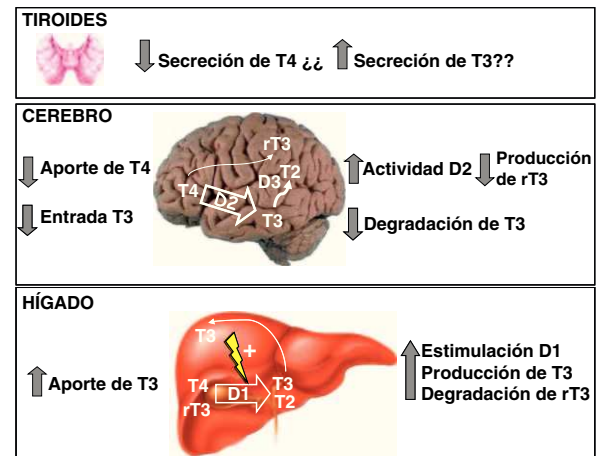 TIROIDES
Secreción de T4 ¿¿ Secreción de T3??
CEREBRO
Aporte de T4
Entrada T3
rT3
T2
D3
T4
D2
T3
Actividad D2
Producción
de rT3
Degradación de T3
HÍGADO
Aporte de T3
T3
+
T4
rT3
D1
T3
T2
Estimulación D1
Producción de T3
Degradación de rT3